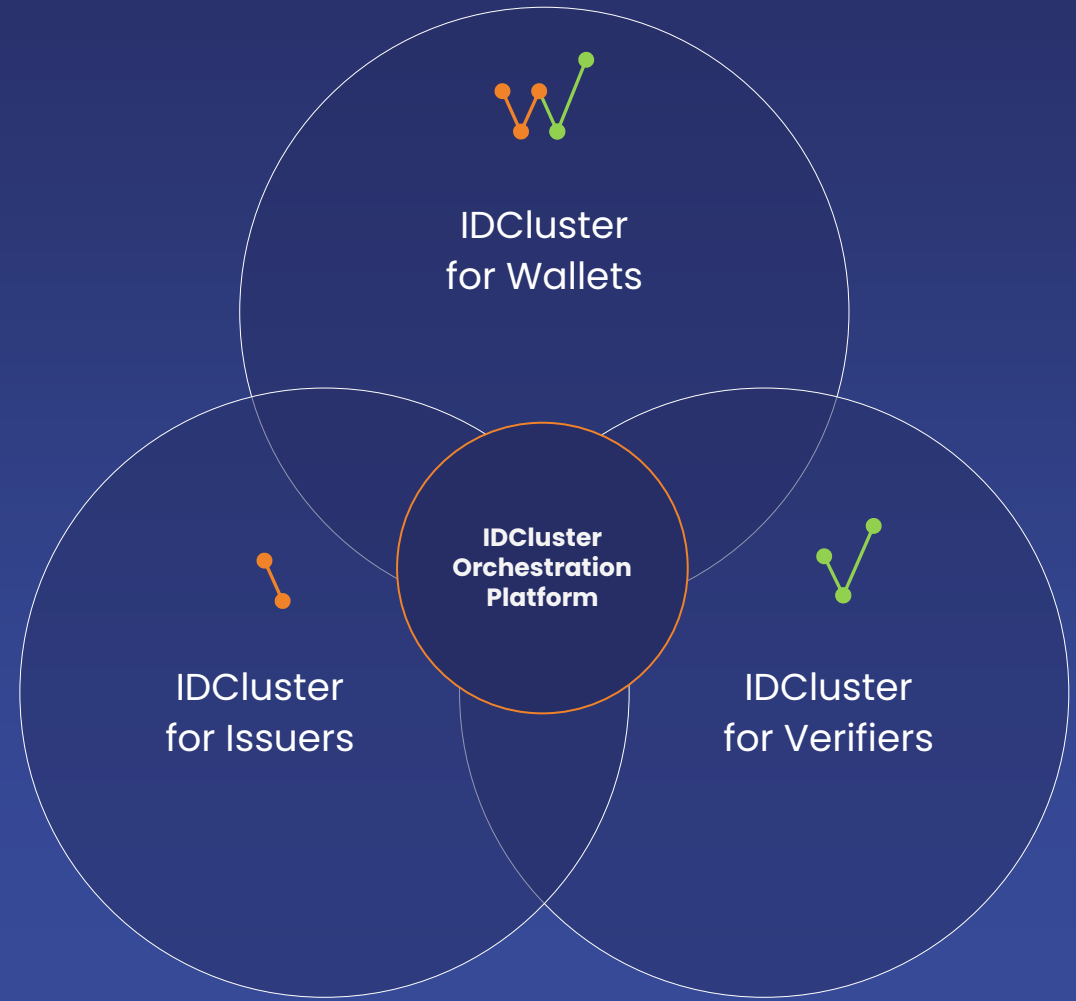 IDCluster
for Wallets
IDCluster
Orchestration
Platform
IDCluster
for Issuers
IDCluster
for Verifiers